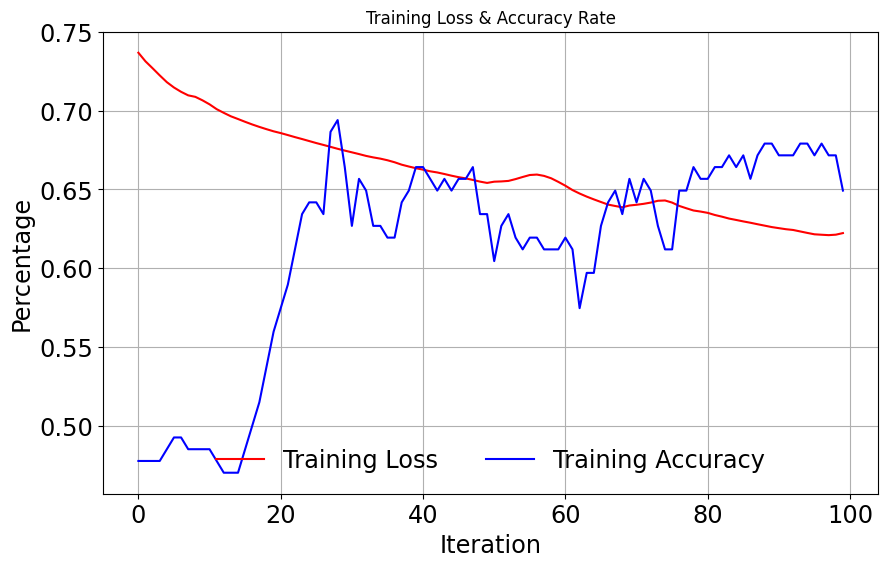 Training Loss & Accuracy Rate
0.75
0.70
0.65
0.60
0.55
0.50
Percentage
Training Loss
Training Accuracy
0 20 40 60 80 100
Iteration